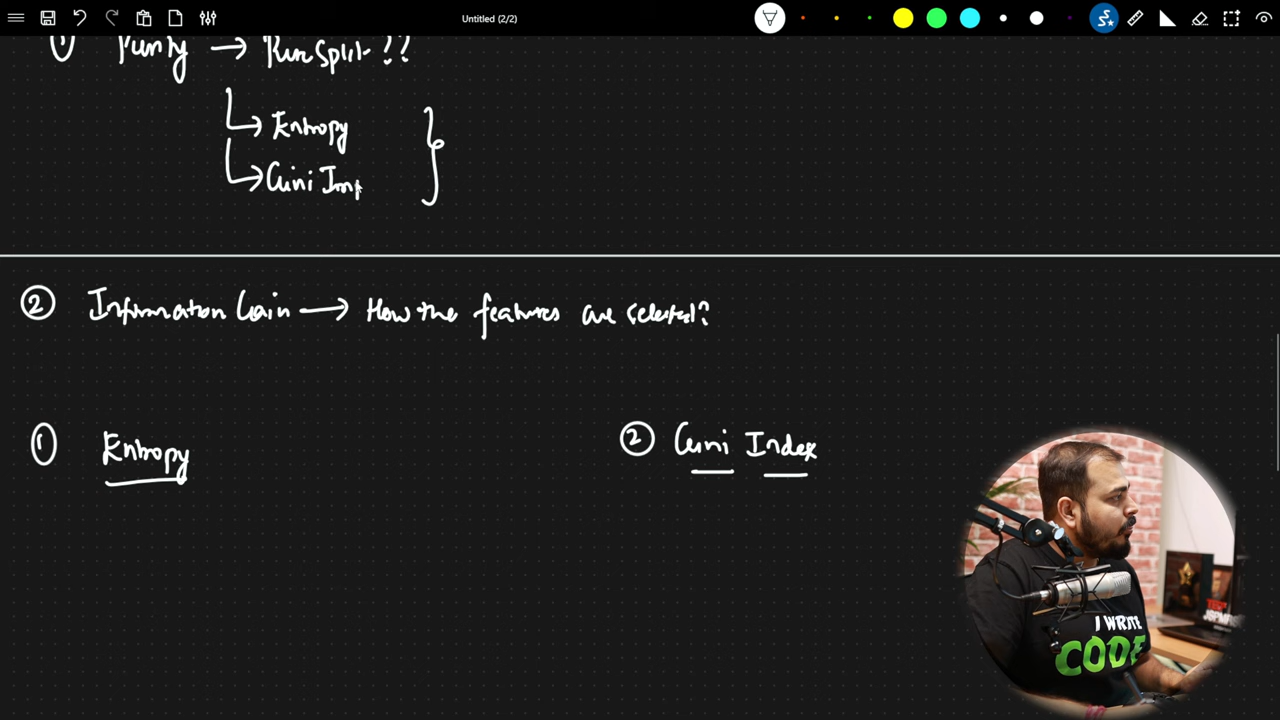 Untitled (2/2)
① Purity → Pure Split ??
→ Entropy
→ Gini Imp
② Information Gain → How the features are selected?
① Entropy
② Gini Index
I WRITE
CODE